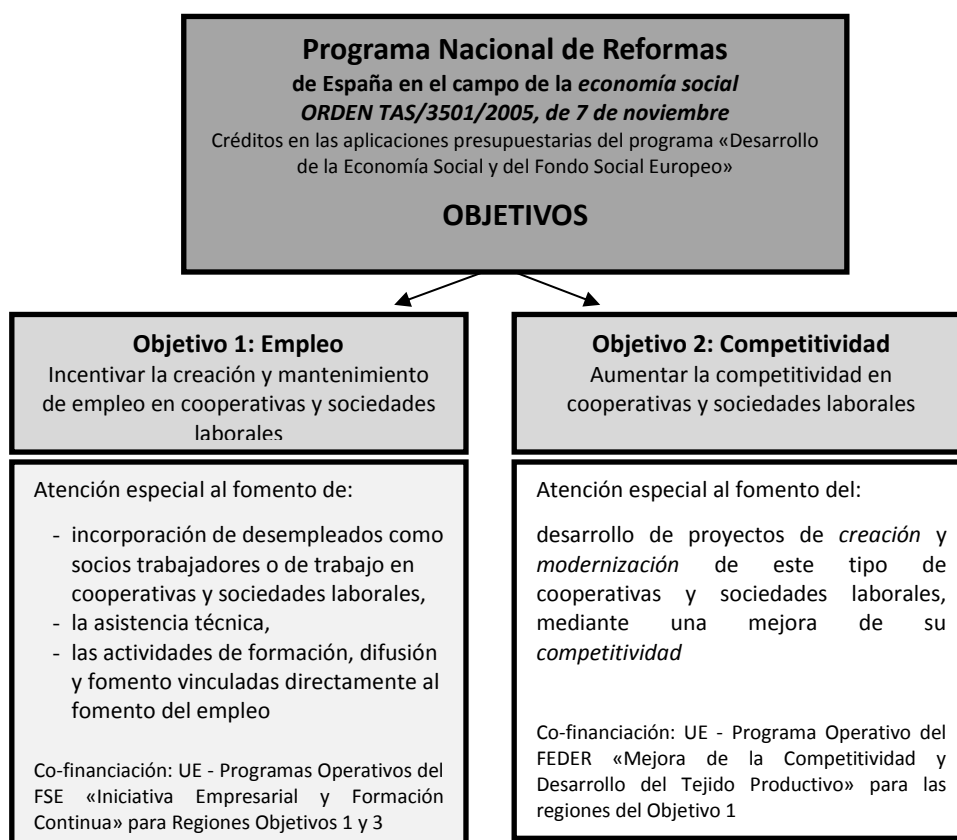 Programa Nacional de Reformas
de España en el campo de la economía social
ORDEN TAS/3501/2005, de 7 de noviembre
Créditos en las aplicaciones presupuestarias del programa «Desarrollo
de la Economía Social y del Fondo Social Europeo»
OBJETIVOS
Objetivo 1: Empleo
Incentivar la creación y mantenimiento
de empleo en cooperativas y sociedades
laborales
Atención especial al fomento de:
- incorporación de desempleados como
socios trabajadores o de trabajo en
cooperativas y sociedades laborales,
- la asistencia técnica,
- las actividades de formación, difusión
y fomento vinculadas directamente al
fomento del empleo
Co-financiación: UE - Programas Operativos del
FSE «Iniciativa Empresarial y Formación
Continua» para Regiones Objetivos 1 y 3
Objetivo 2: Competitividad
Aumentar la competitividad en
cooperativas y sociedades laborales
Atención especial al fomento del:
desarrollo de proyectos de creación y
modernización de este tipo de
cooperativas y sociedades laborales,
mediante una mejora de su
competitividad
Co-financiación: UE - Programa Operativo del
FEDER «Mejora de la Competitividad y
Desarrollo del Tejido Productivo» para las
regiones del Objetivo 1